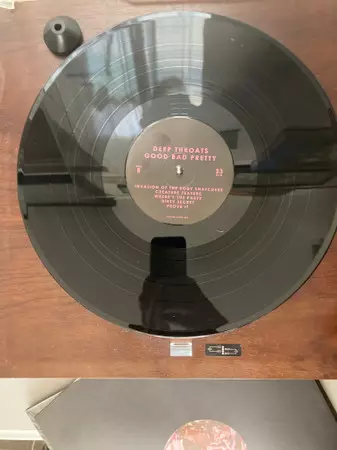 DEEP THROATS
GOOD BAD PRETTY
B
33
INVASION OF THE BODY SNATCHERS
CREATURE FEATURE
WHERE'S THE PARTY
DIRTY SECRET
PROVE IT